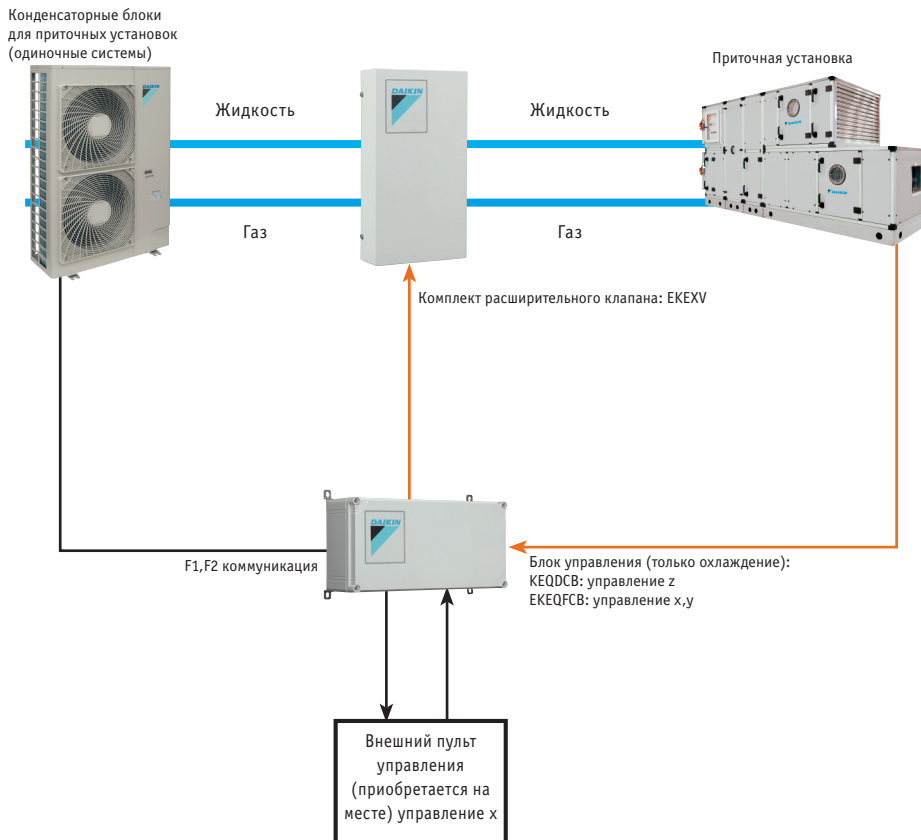 Конденсаторные блоки
для приточных установок
(одиночные системы)
Приточная установка
DAIKIN
Жидкость
Жидкость
Газ
Газ
Комплект расширительного клапана: EKEXV
DAIKIN
F1,F2 коммуникация
Блок управления (только охлаждение):
KEQDCB: управление z
EKEQFCB: управление x,y
Внешний пульт
управления
(приобретается на
месте) управление x